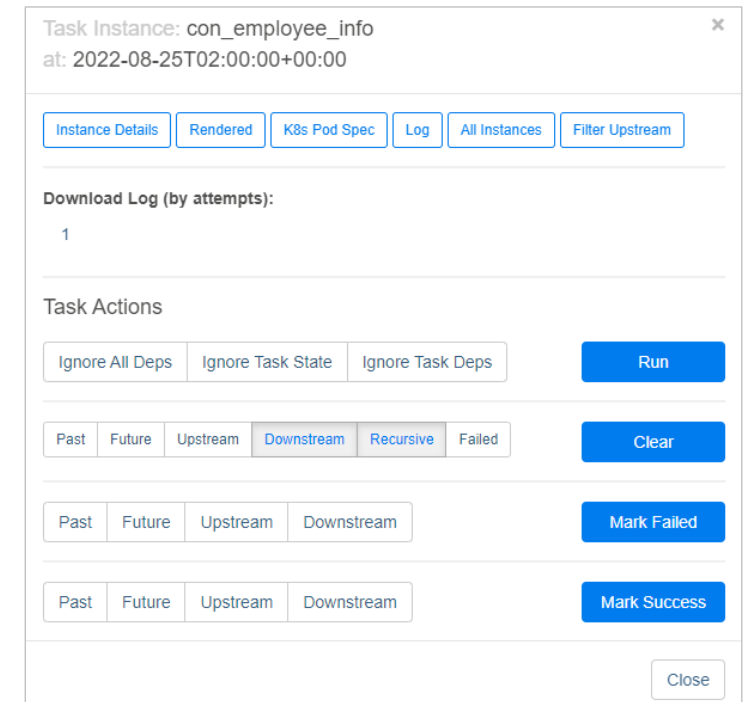 Task Instance: con_employee_info ×
at: 2022-08-25T02:00:00+00:00
Instance Details Rendered K8s Pod Spec Log All Instances Filter Upstream
Download Log (by attempts):
1
Task Actions
Ignore All Deps Ignore Task State Ignore Task Deps Run
Past Future Upstream Downstream Recursive Failed Clear
Past Future Upstream Downstream Mark Failed
Past Future Upstream Downstream Mark Success
Close